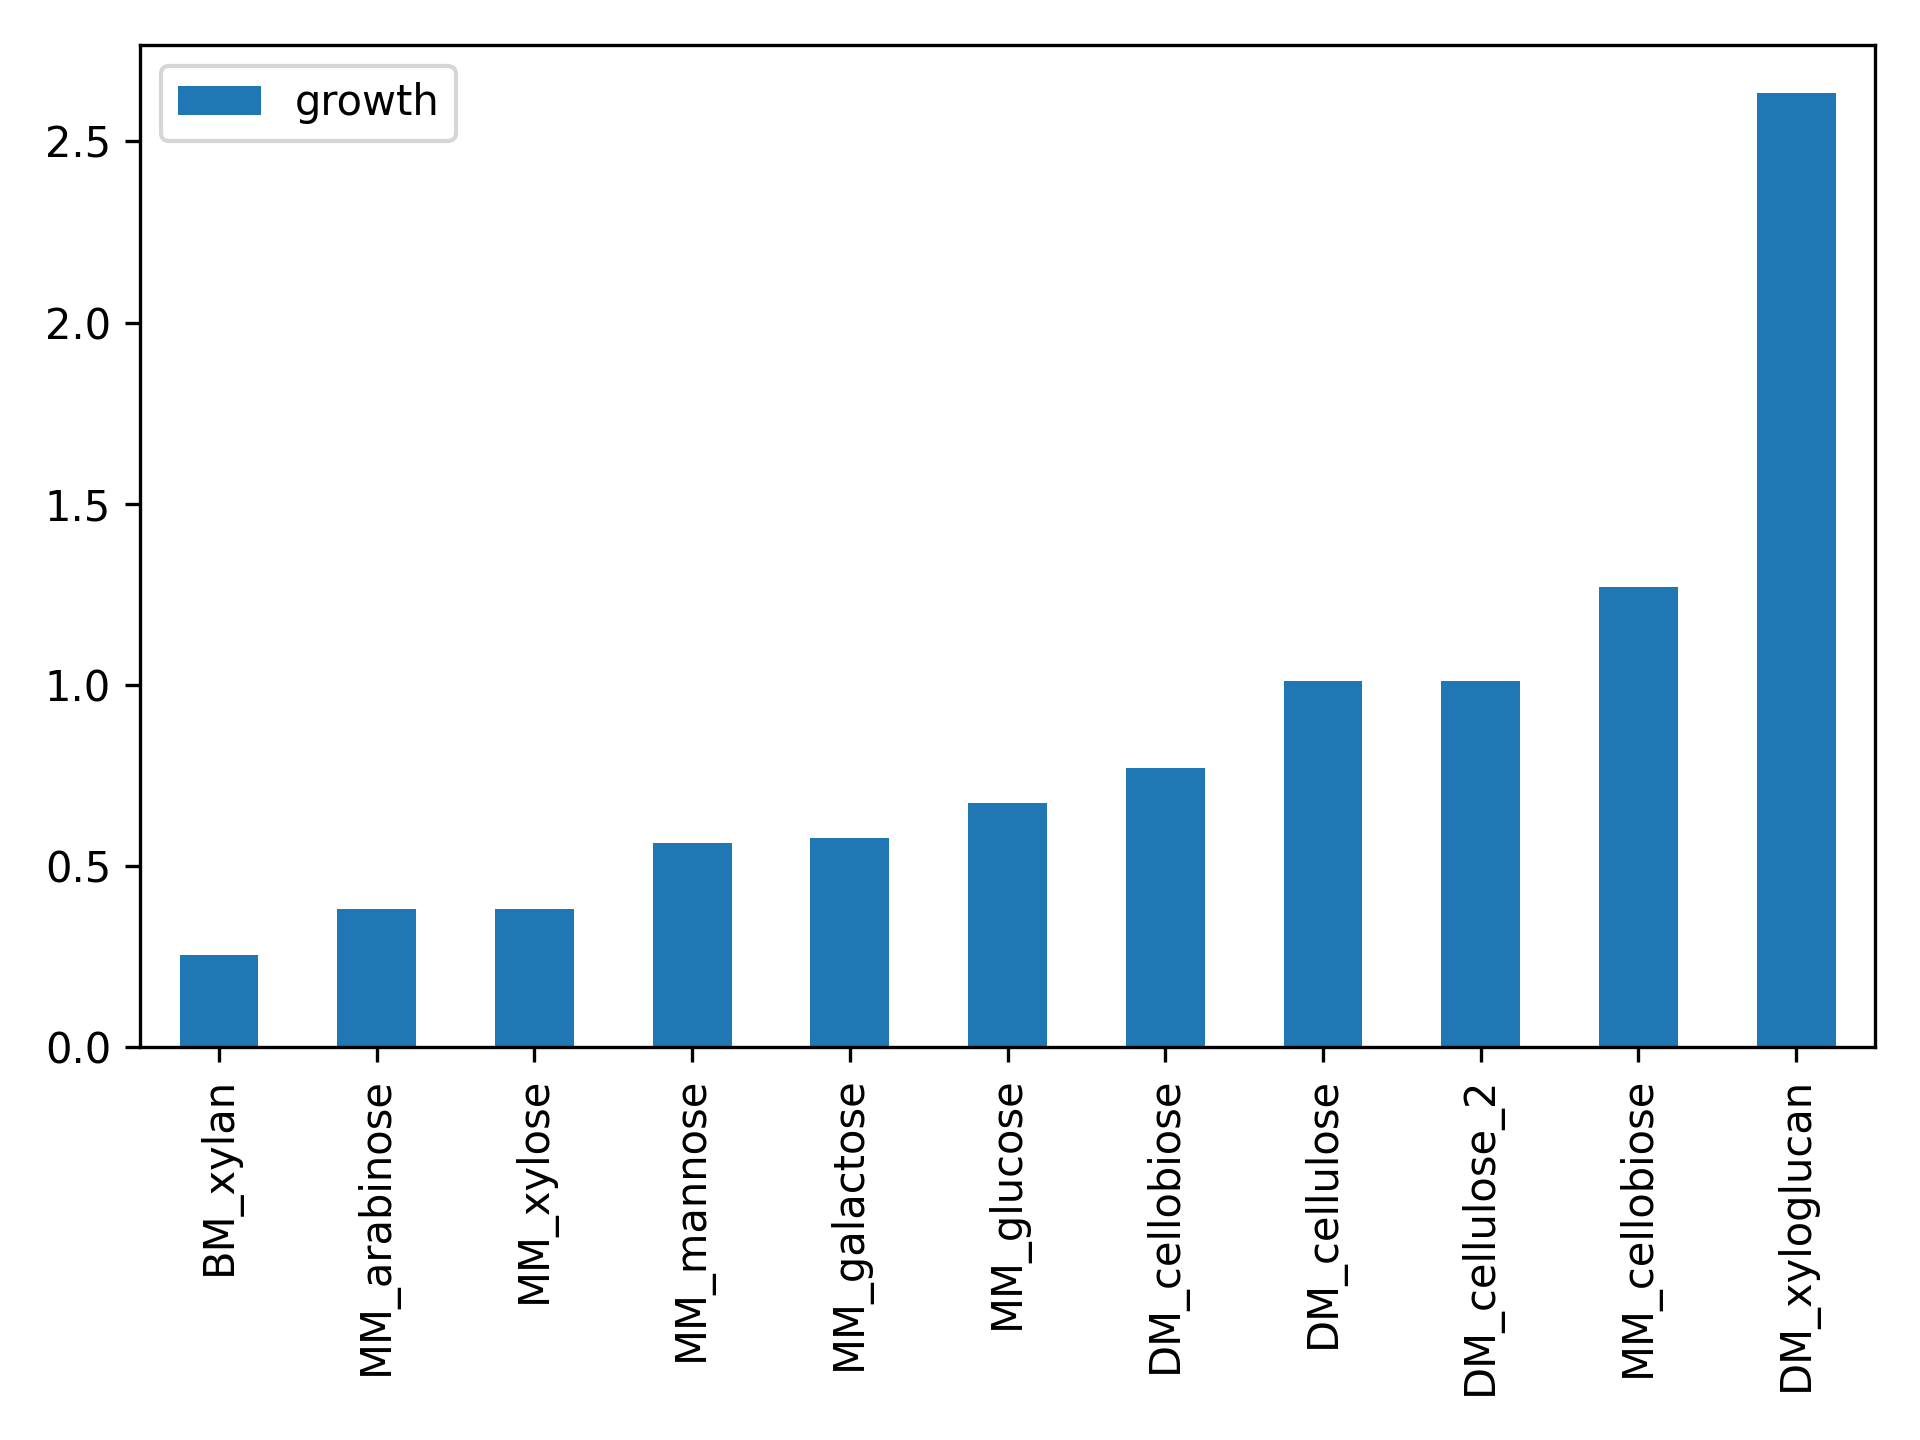 growth
2.5
2.0
1.5
1.0
0.5
0.0
BM_xylan
MM_arabinose
MM_xylose
MM_mannose
MM_galactose
MM_glucose
DM_cellobiose
DM_cellulose
DM_cellulose_2
MM_cellobiose
DM_xyloglucan